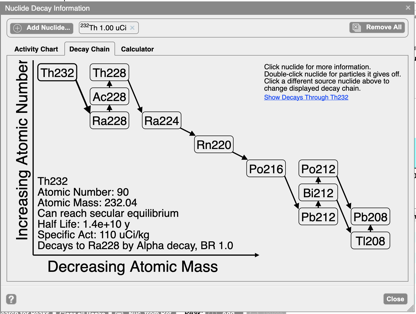 Nuclide Decay Information
Add Nuclide...
²³²Th 1.00 uCi
Remove All
Activity Chart
Decay Chain
Calculator
Click nuclide for more information.
Double-click nuclide for particles it gives off.
Click a different source nuclide above to
change displayed decay chain.
Show Decays Through Th232
Increasing Atomic Number
Th232
Th228
Ac228
Ra228
Ra224
Rn220
Po216
Po212
Bi212
Pb212
Pb208
Tl208
Th232
Atomic Number: 90
Atomic Mass: 232.04
Can reach secular equilibrium
Half Life: 1.4e+10 y
Specific Act: 110 uCi/kg
Decays to Ra228 by Alpha decay, BR 1.0
Decreasing Atomic Mass
?
Close